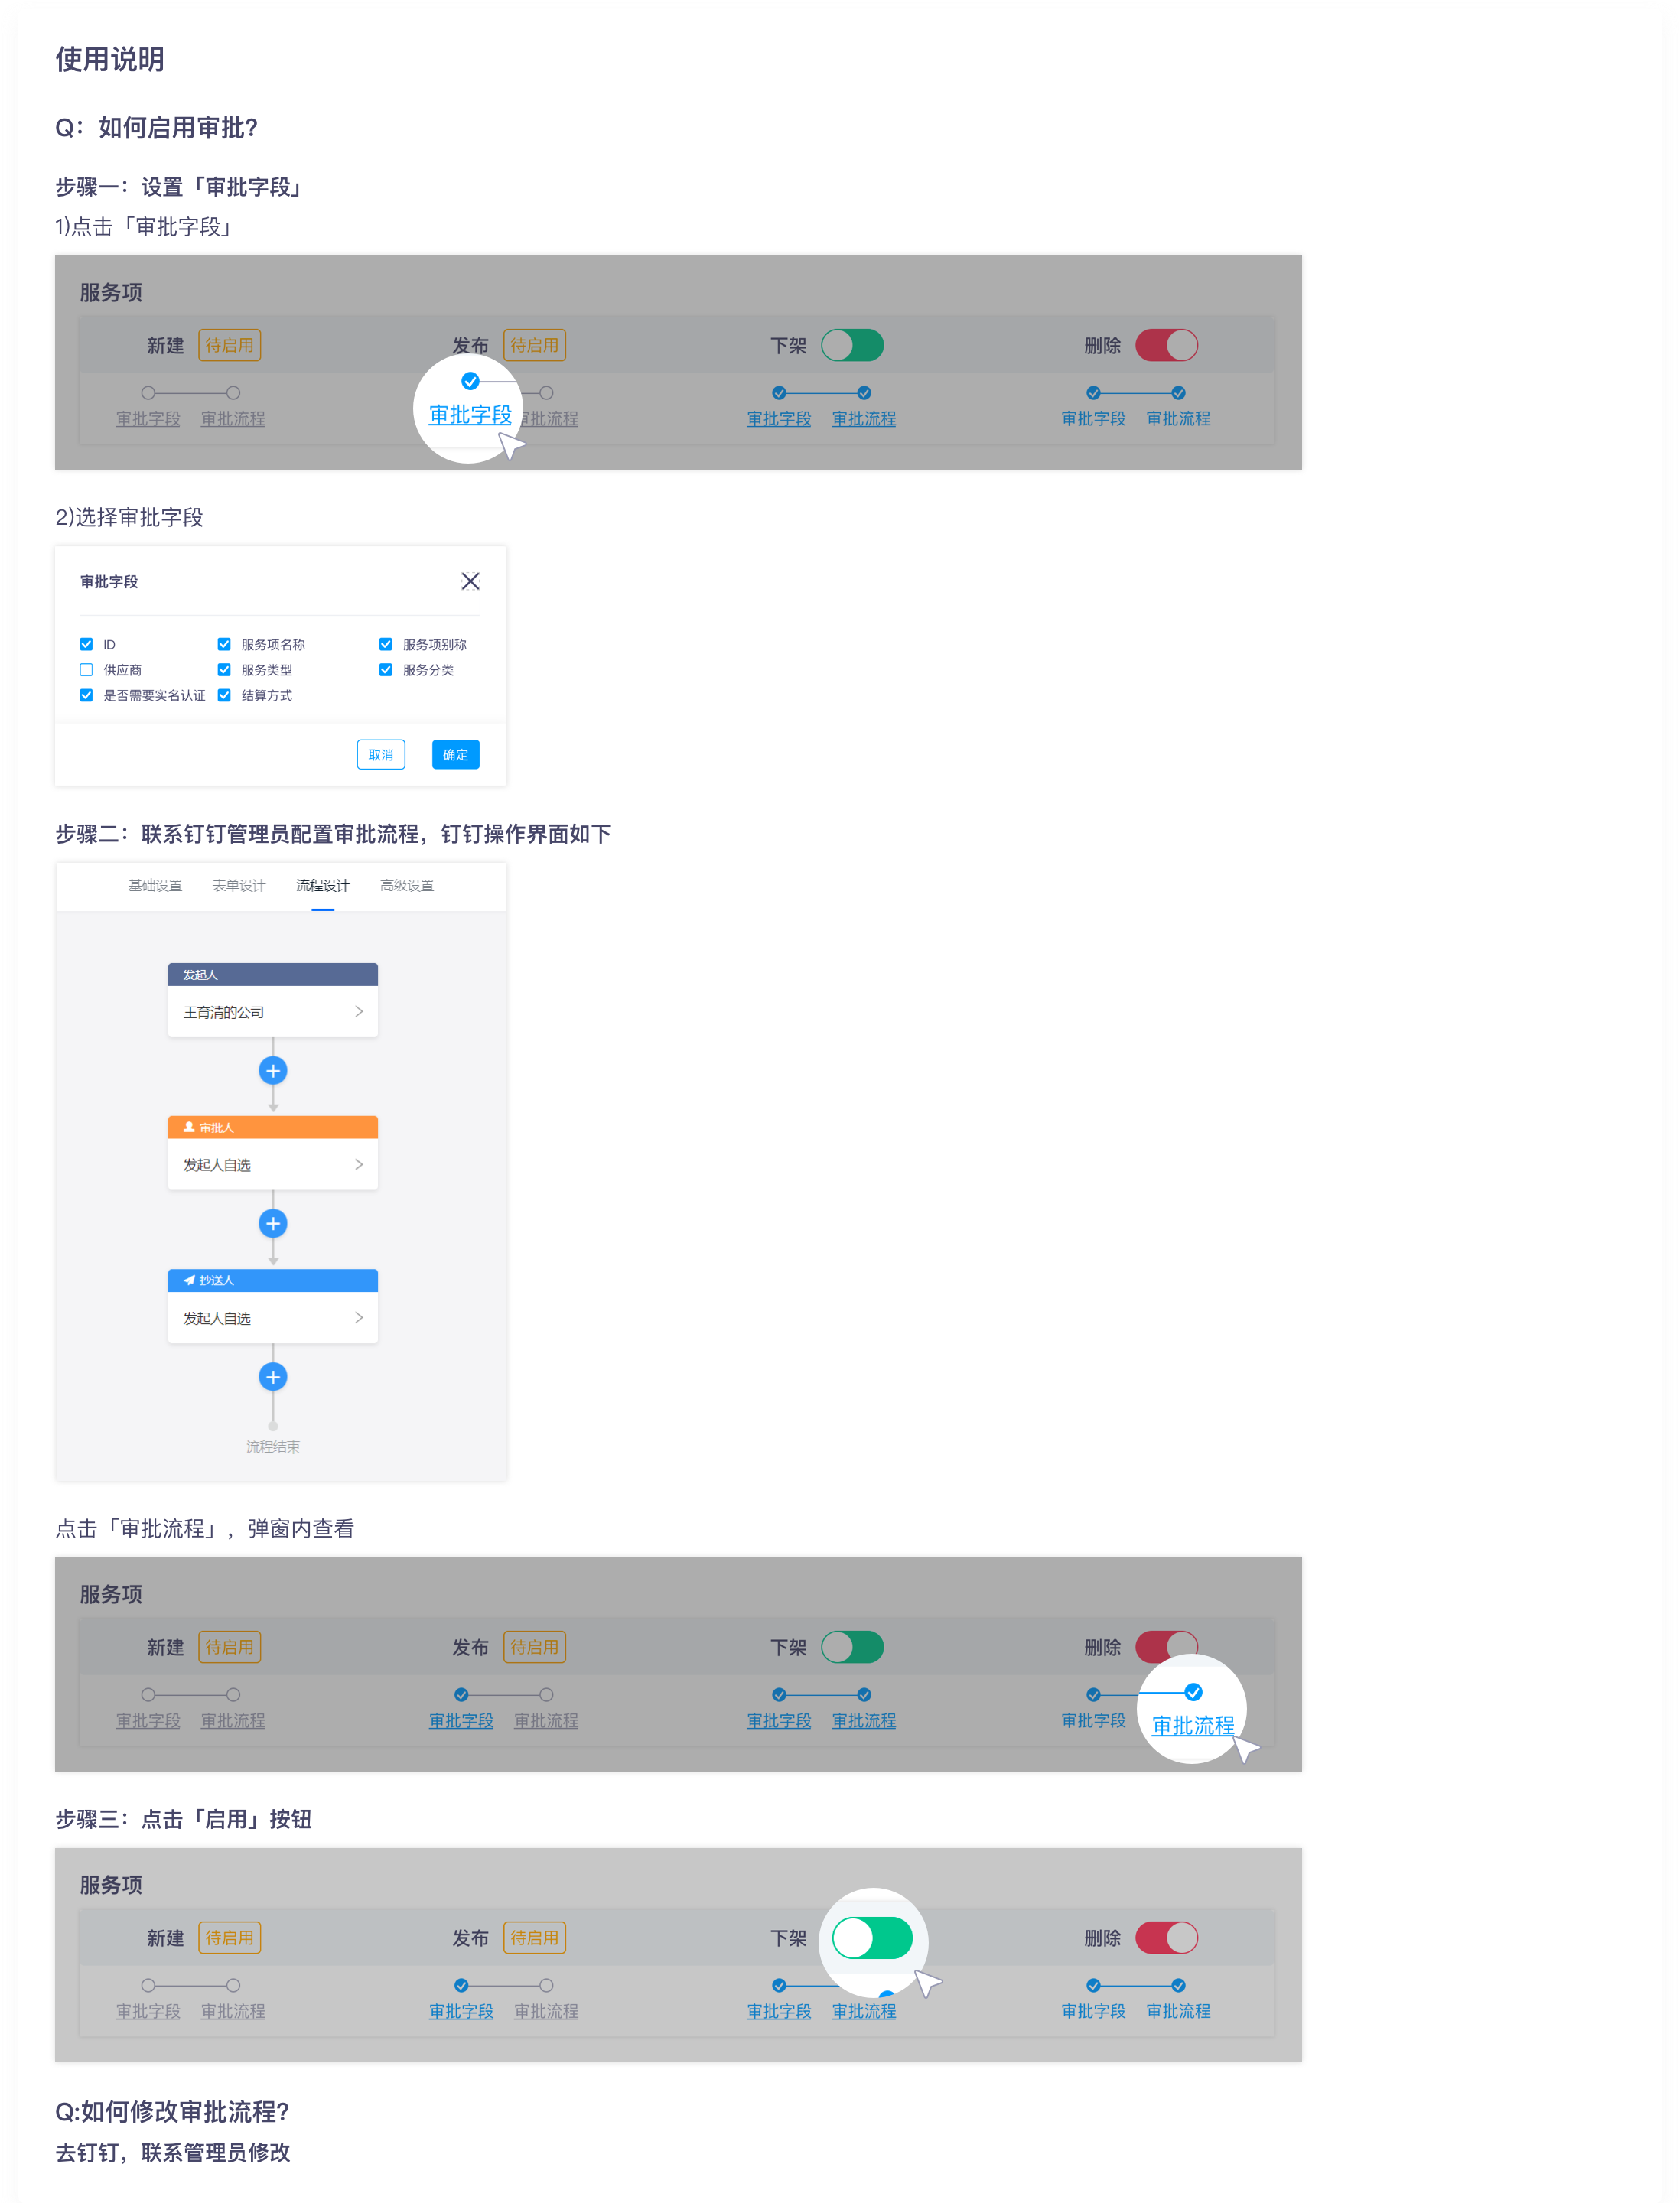 使用说明
Q：如何启用审批?
步骤一：设置「审批字段」
1)点击「审批字段」
服务项
新建 待启用 发布 待启用 下架 删除
审批字段 审批流程 审批字段 批流程 审批字段 审批流程 审批字段 审批流程
2)选择审批字段
审批字段
ID 服务项名称 服务项别称
供应商 服务类型 服务分类
是否需要实名认证 结算方式
取消 确定
步骤二：联系钉钉管理员配置审批流程，钉钉操作界面如下
基础设置 表单设计 流程设计 高级设置
发起人
王育清的公司
审批人
发起人自选
抄送人
发起人自选
流程结束
点击「审批流程」，弹窗内查看
服务项
新建 待启用 发布 待启用 下架 删除
审批字段 审批流程 审批字段 审批流程 审批字段 审批流程 审批字段 审批流程
步骤三：点击「启用」按钮
服务项
新建 待启用 发布 待启用 下架 删除
审批字段 审批流程 审批字段 审批流程 审批字段 审批流程 审批字段 审批流程
Q:如何修改审批流程?
去钉钉，联系管理员修改